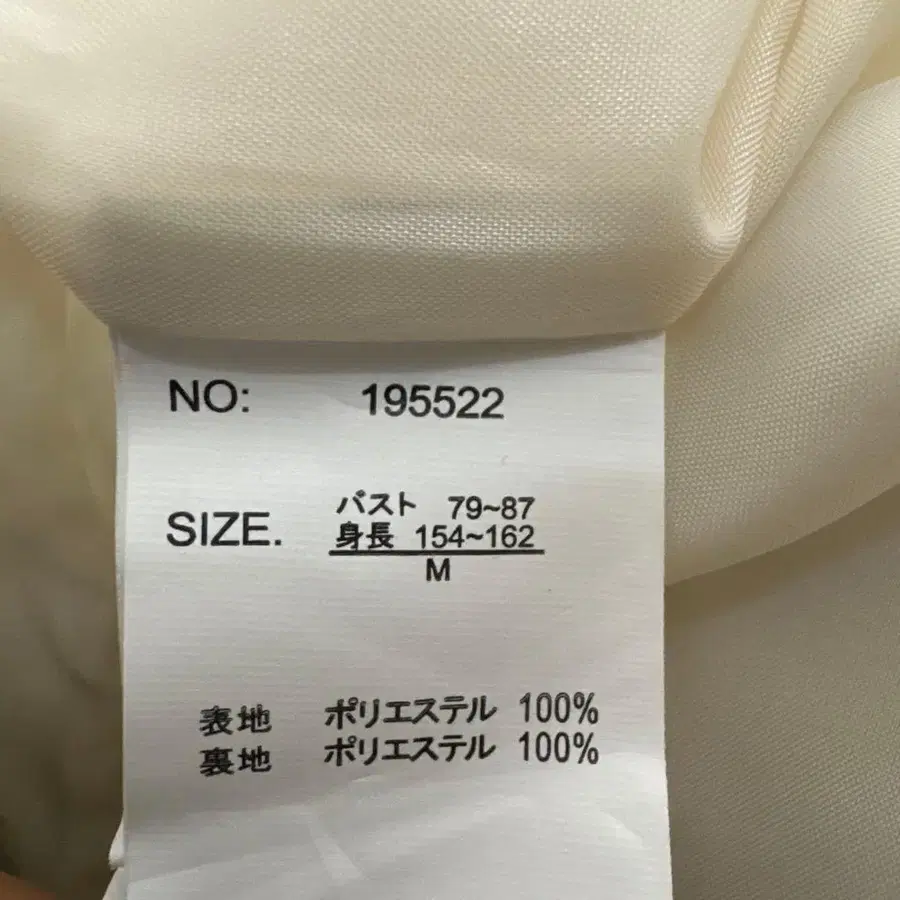 NO: 195522
SIZE. バスト 79~87
身長 154~162
M
表地 ポリエステル 100%
裏地 ポリエステル 100%